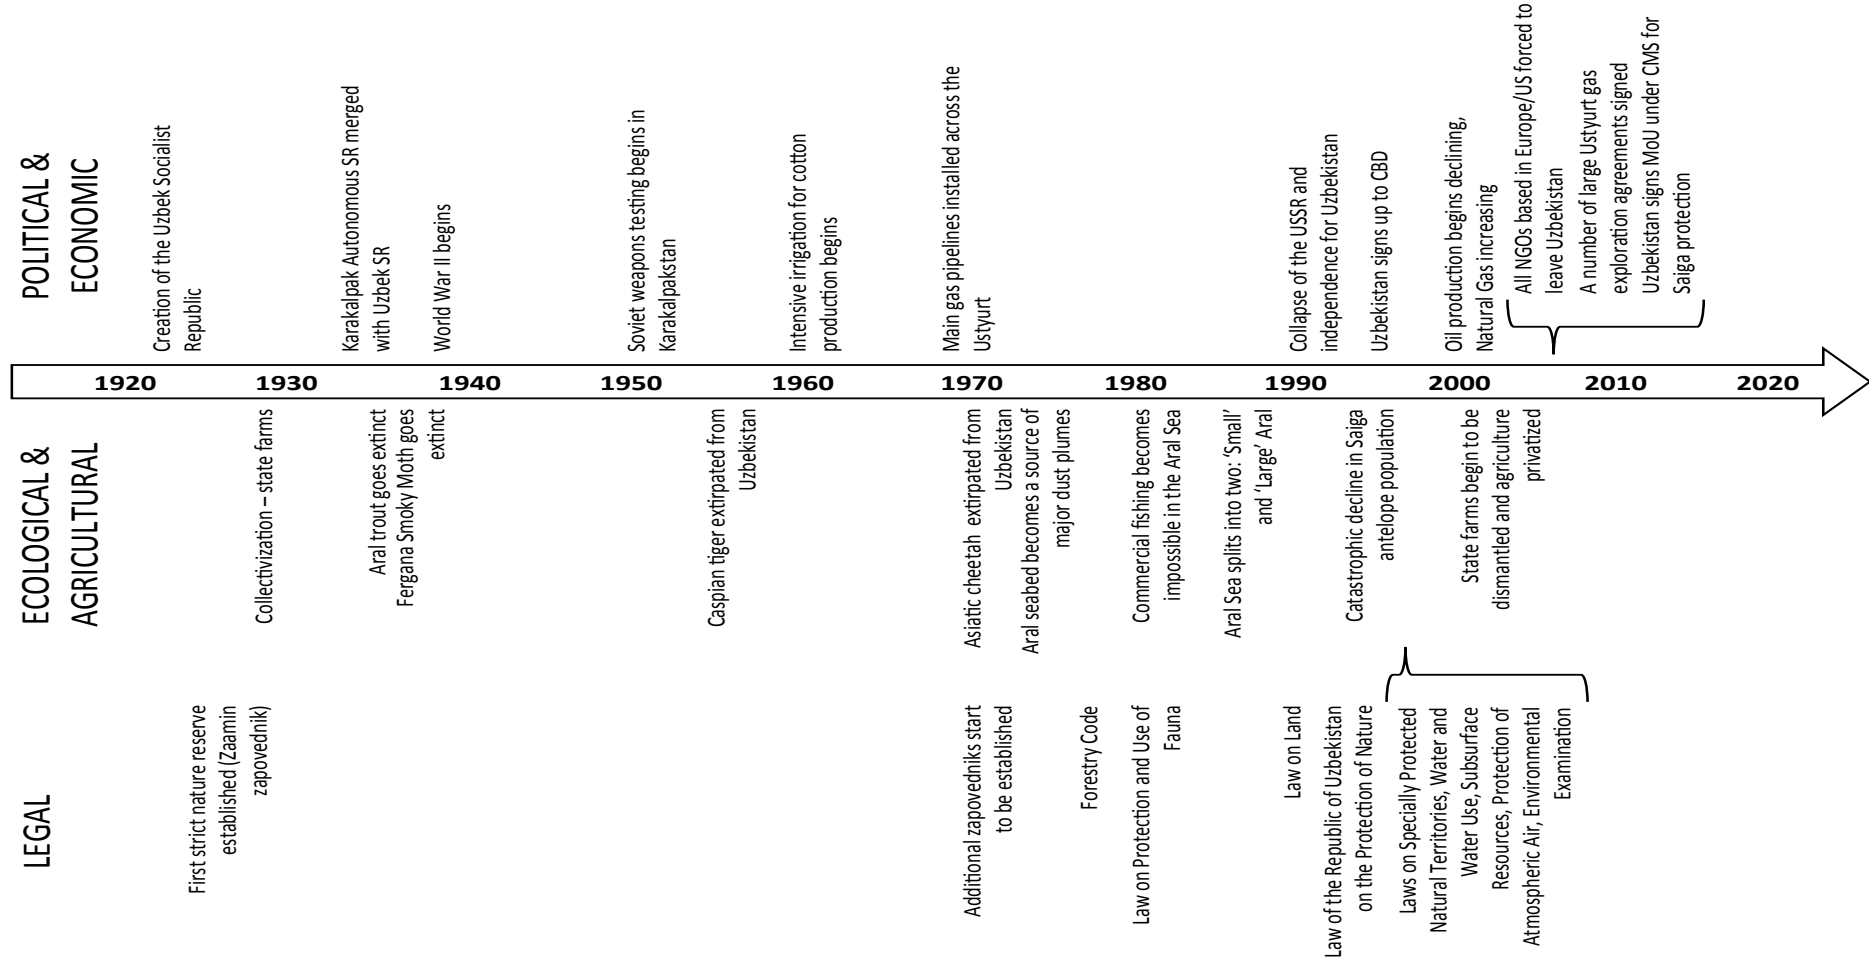 POLITICAL &
ECONOMIC
Creation of the Uzbek Socialist
Republic
Karakalpak Autonomous SR merged
with Uzbek SR
World War II begins
Soviet weapons testing begins in
Karakalpakstan
Intensive irrigation for cotton
production begins
Main gas pipelines installed across the
Ustyurt
Collapse of the USSR and
independence for Uzbekistan
Uzbekistan signs up to CBD
Oil production begins declining,
Natural Gas increasing
All NGOs based in Europe/US forced to
leave Uzbekistan
A number of large Ustyurt gas
exploration agreements signed
Uzbekistan signs MoU under CMS for
Saiga protection
1920 1930 1940 1950 1960 1970 1980 1990 2000 2010 2020
ECOLOGICAL &
AGRICULTURAL
Collectivization – state farms
Aral trout goes extinct
Fergana Smoky Moth goes
extinct
Caspian tiger extirpated from
Uzbekistan
Asiatic cheetah extirpated from
Uzbekistan
Aral seabed becomes a source of
major dust plumes
Commercial fishing becomes
impossible in the Aral Sea
Aral Sea splits into two: ‘Small’
and ‘Large’ Aral
Catastrophic decline in Saiga
antelope population
State farms begin to be
dismantled and agriculture
privatized
LEGAL
First strict nature reserve
established (Zaamin
zapovednik)
Additional zapovedniks start
to be established
Forestry Code
Law on Protection and Use of
Fauna
Law on Land
Law of the Republic of Uzbekistan
on the Protection of Nature
Laws on Specially Protected
Natural Territories, Water and
Water Use, Subsurface
Resources, Protection of
Atmospheric Air, Environmental
Examination